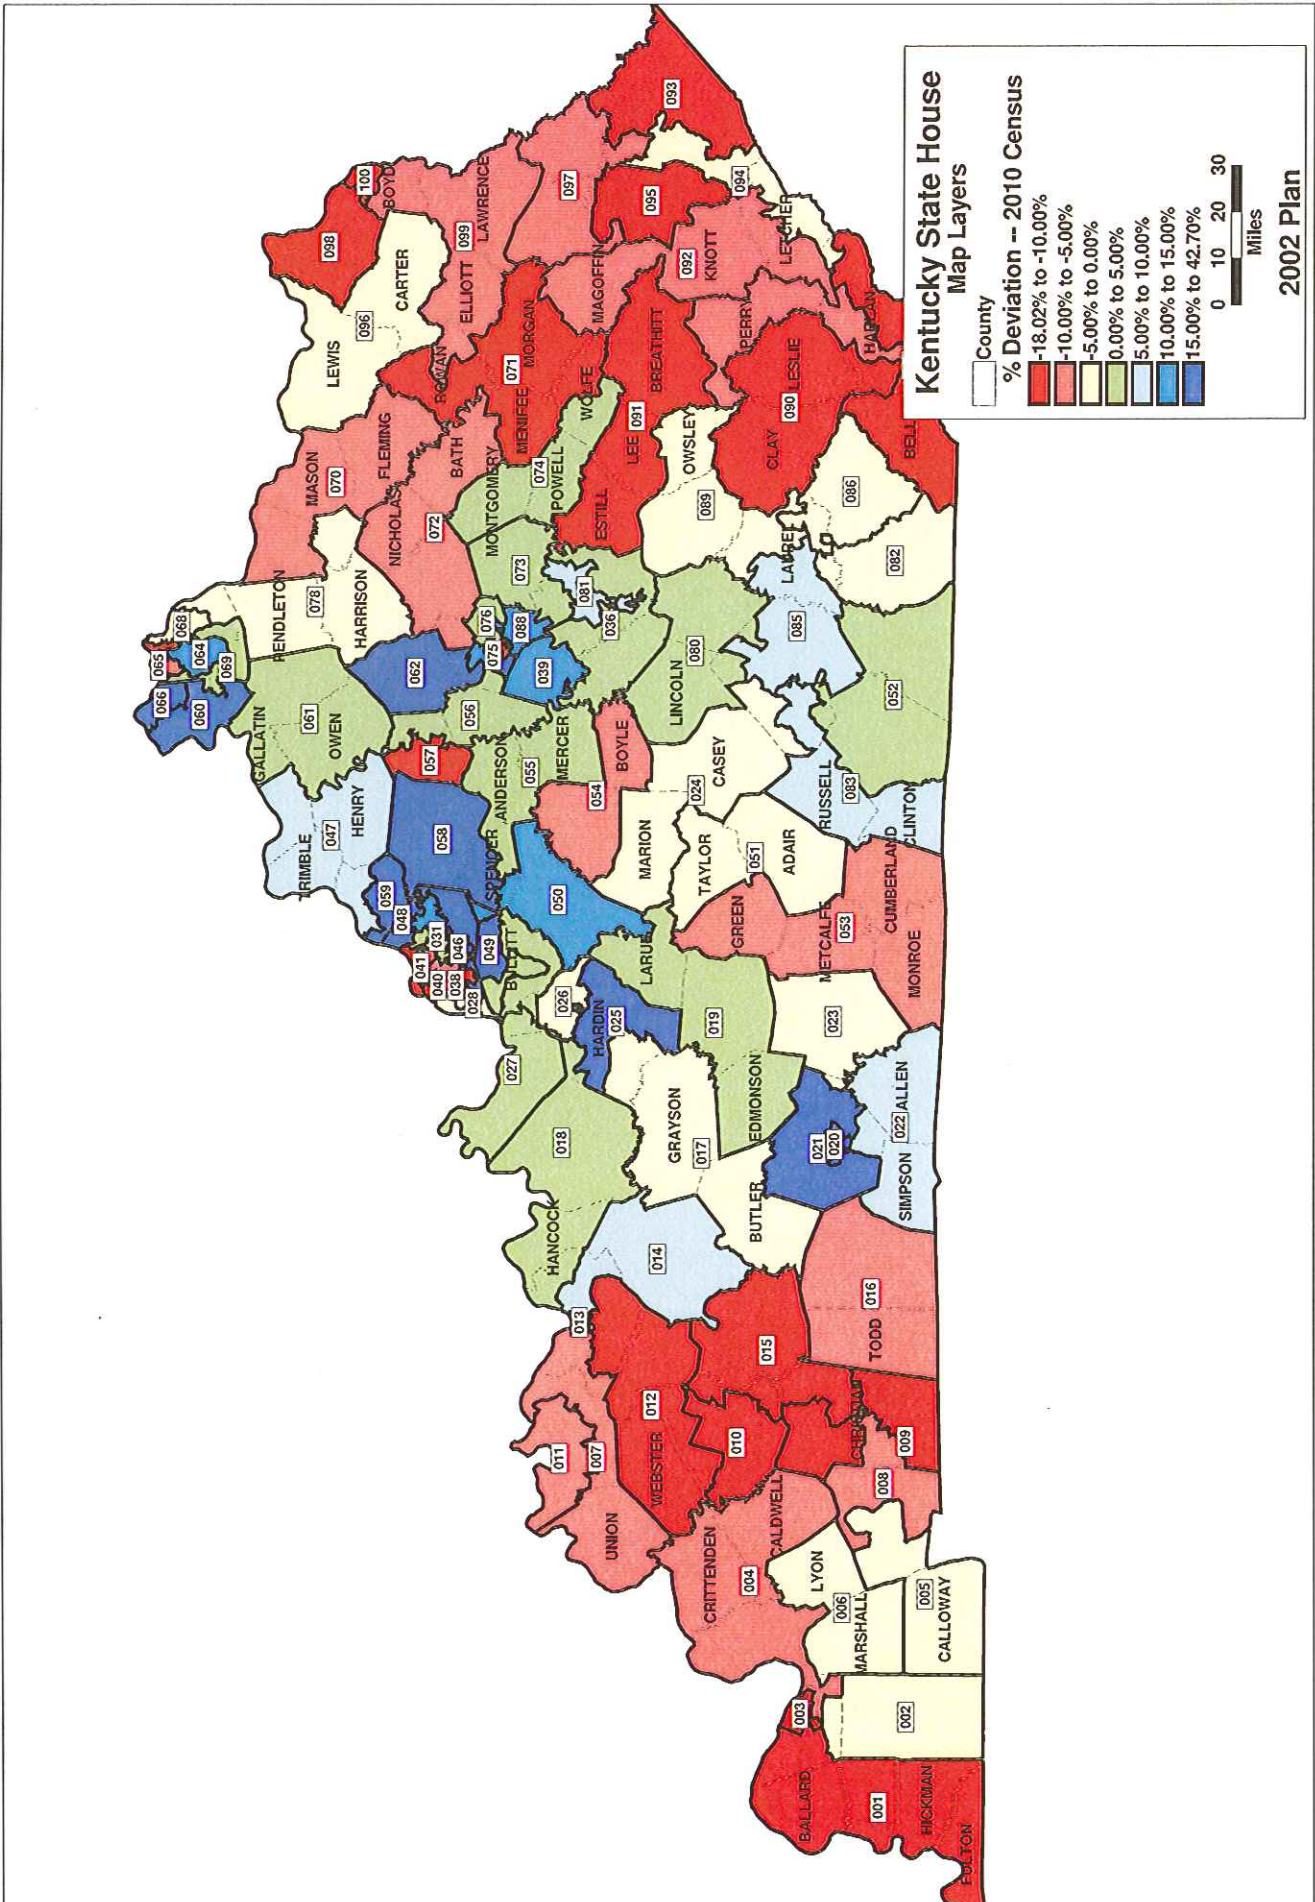 Kentucky State House
Map Layers
County
% Deviation -- 2010 Census
-18.02% to -10.00%
-10.00% to -5.00%
-5.00% to 0.00%
0.00% to 5.00%
5.00% to 10.00%
10.00% to 15.00%
15.00% to 42.70%
0 10 20 30
Miles
2002 Plan
BALLARD
001
HICKMAN
FULTON
003
002
CRITTENDEN
004
CALDWELL
LYON
006
MARSHALL
005
CALLOWAY
UNION
011
007
013
WEBSTER
012
010
CHRISTIAN
008
009
015
TODD
016
014
HANCOCK
018
027
GRAYSON
017
BUTLER
EDMONSON
019
021
020
SIMPSON
022
ALLEN
023
HARDIN
025
026
LARUE
BULLITT
028
038
040
041
031
046
049
048
059
SPENCER
058
050
TRIMBLE
047
HENRY
057
GALLATIN
061
OWEN
066
060
065
064
069
068
PENDLETON
078
HARRISON
062
056
ANDERSON
055
MERCER
054
BOYLE
MARION
024
CASEY
TAYLOR
051
ADAIR
GREEN
METCALFE
053
CUMBERLAND
MONROE
RUSSELL
083
CLINTON
LINCOLN
080
052
085
LAUREL
039
075
088
076
073
081
036
MONTGOMERY
074
POWELL
WOLFE
ESTILL
LEE
091
BREATHITT
OWSLEY
089
CLAY
090
LESLIE
086
082
BELL
HARLAN
PERRY
092
KNOTT
LETCHER
094
095
093
097
MAGOFFIN
MENIFEE
071
MORGAN
ROWAN
BATH
072
NICHOLAS
FLEMING
070
MASON
LEWIS
096
CARTER
098
100
BOYD
099
LAWRENCE
ELLIOTT